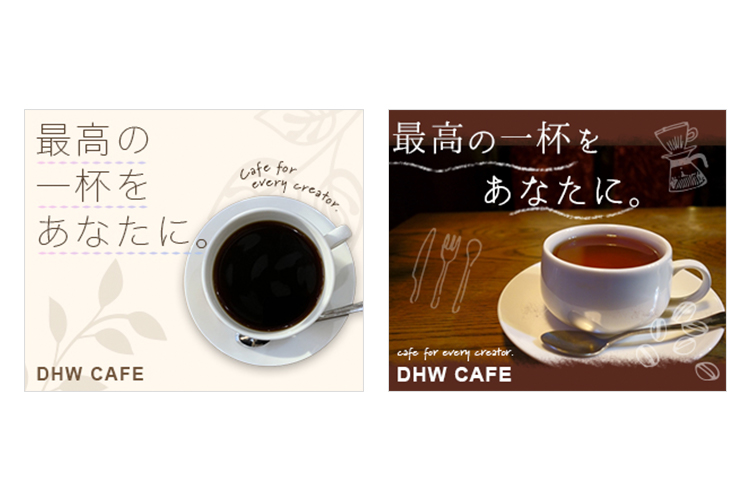 最高の
一杯を
あなたに。
Cafe for
every creator.
DHW CAFE
最高の一杯を
あなたに。
cafe for every creator.
DHW CAFE